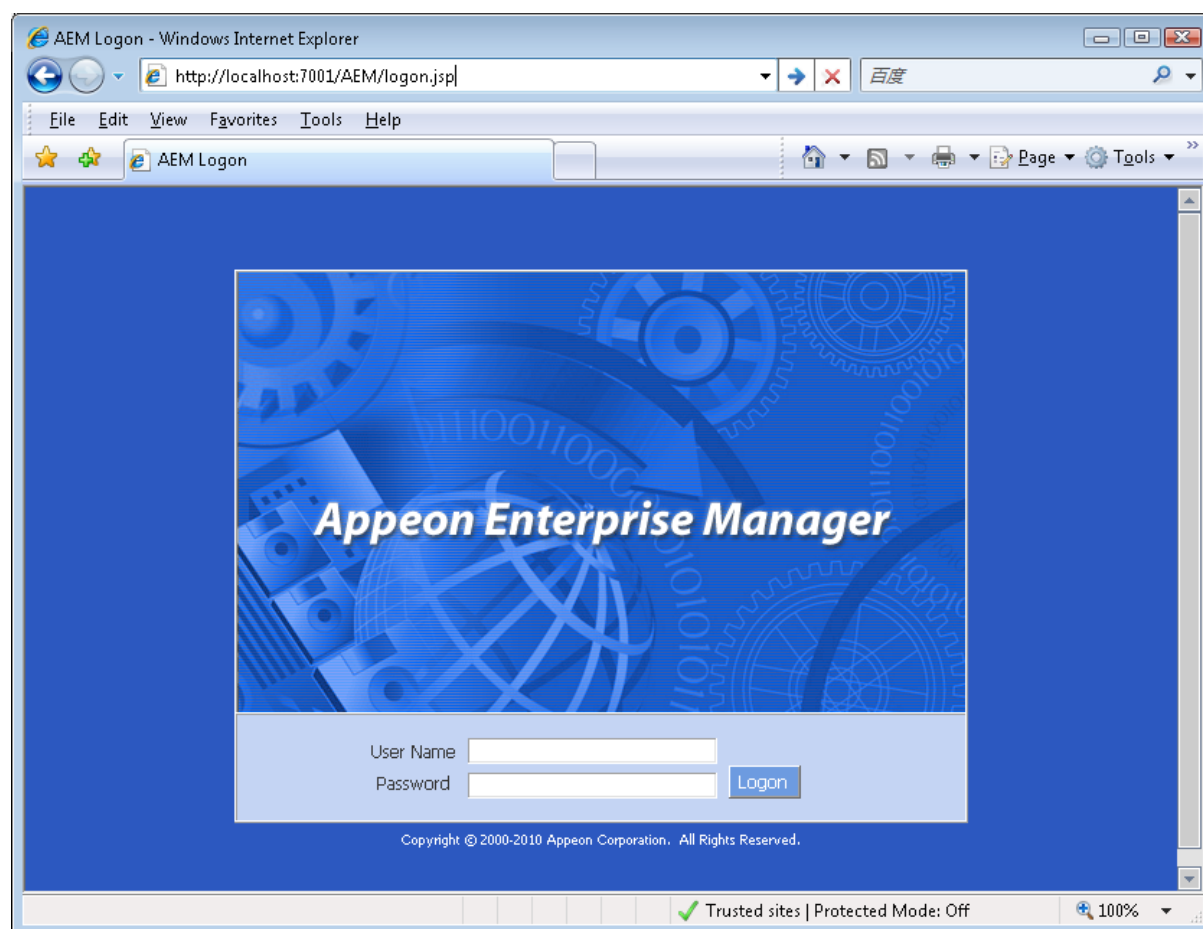 AEM Logon - Windows Internet Explorer
http://localhost:7001/AEM/logon.jsp 百度
File Edit View Favorites Tools Help
AEM Logon Page Tools
Appeon Enterprise Manager
User Name
Password Logon
Copyright © 2000-2010 Appeon Corporation. All Rights Reserved.
Trusted sites | Protected Mode: Off 100%